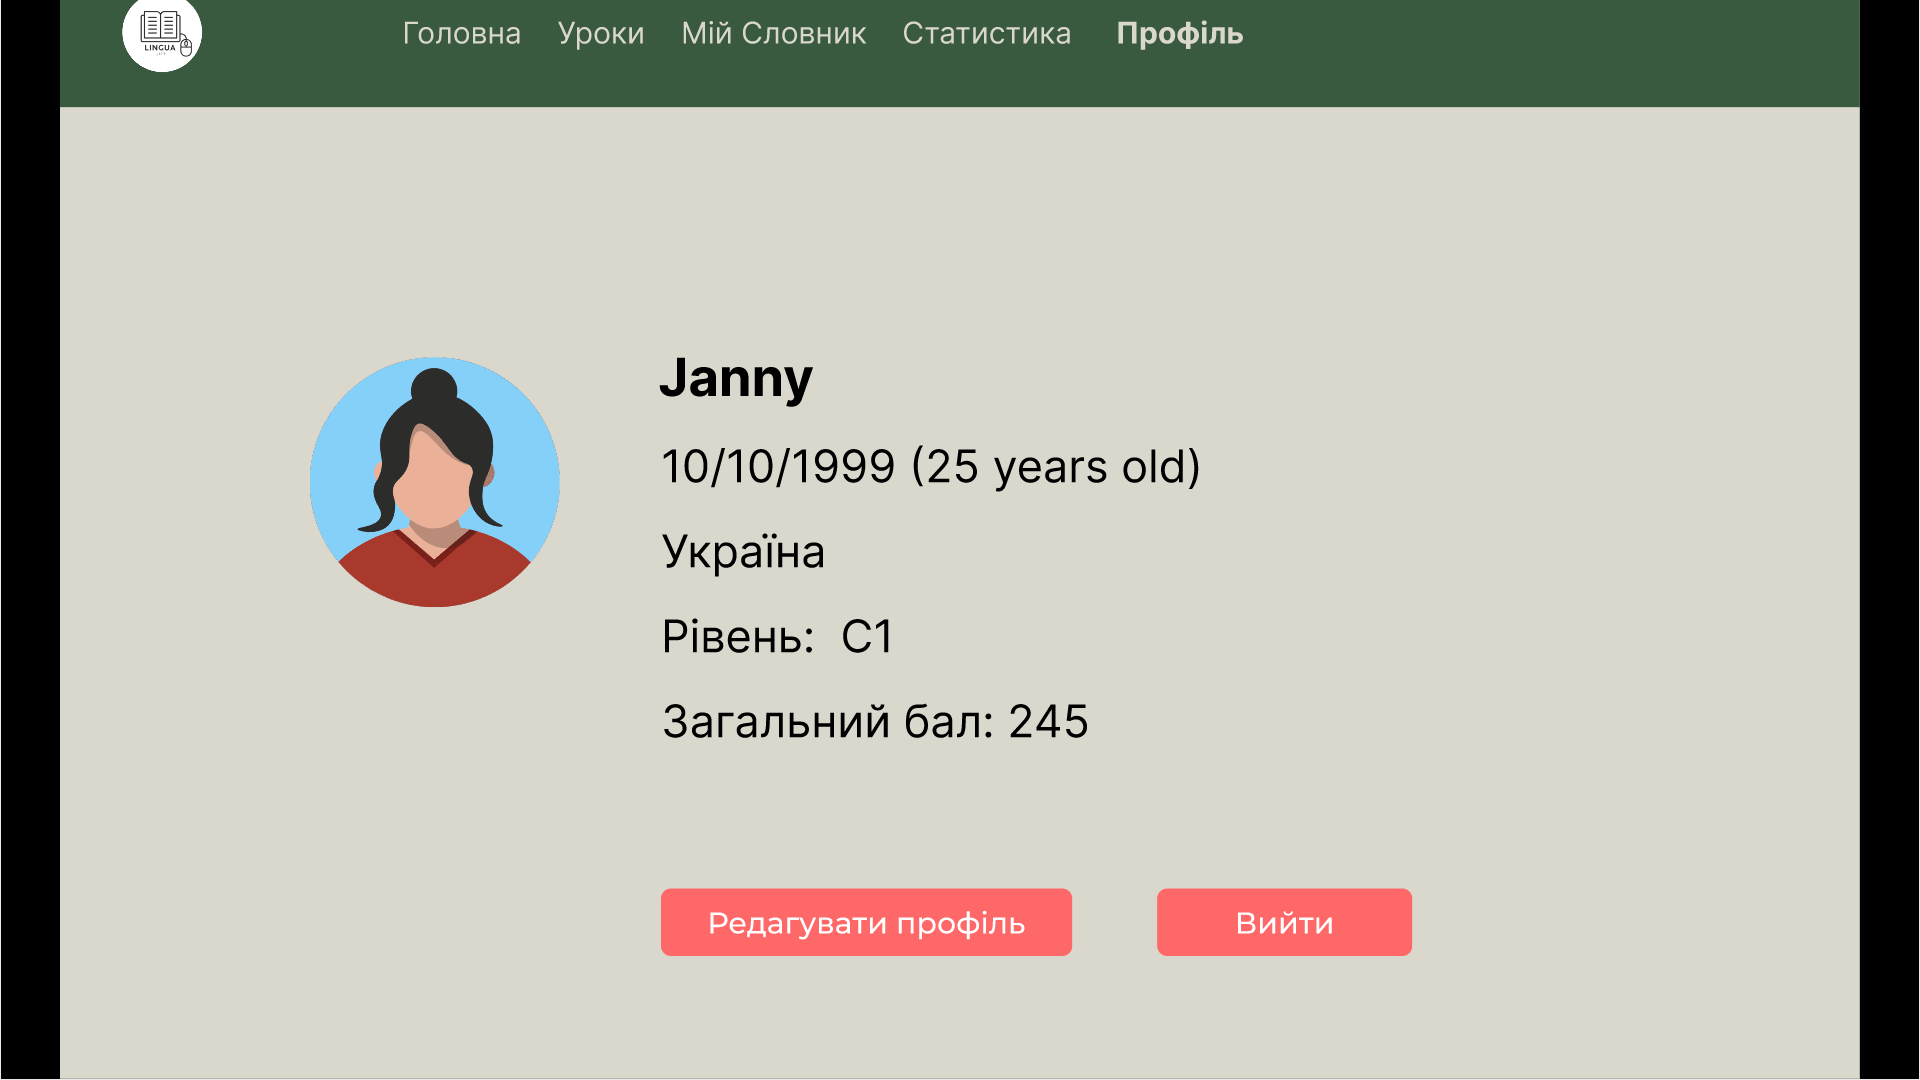 LINGUA
Головна Уроки Мій Словник Статистика Профіль
Janny
10/10/1999 (25 years old)
Україна
Рівень: C1
Загальний бал: 245
Редагувати профіль Вийти